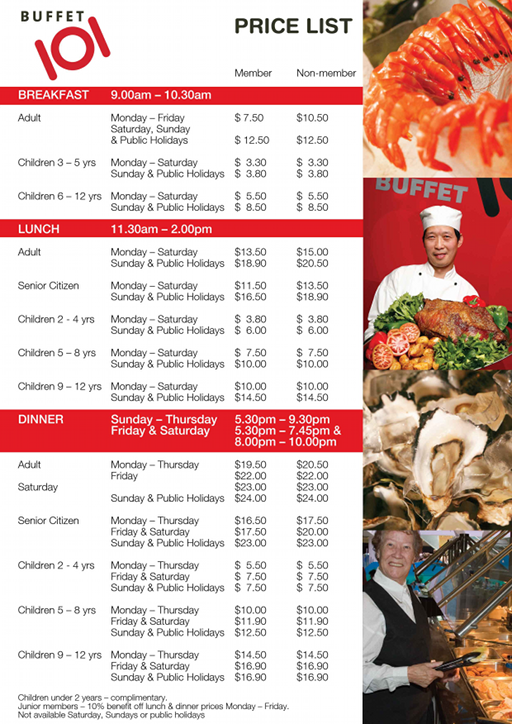 BUFFET
101
PRICE LIST
Member Non-member
BREAKFAST 9.00am – 10.30am
Adult Monday – Friday $ 7.50 $10.50
Saturday, Sunday
& Public Holidays $ 12.50 $12.50
Children 3 – 5 yrs Monday – Saturday $ 3.30 $ 3.30
Sunday & Public Holidays $ 3.80 $ 3.80
Children 6 – 12 yrs Monday – Saturday $ 5.50 $ 5.50
Sunday & Public Holidays $ 8.50 $ 8.50
LUNCH 11.30am – 2.00pm
Adult Monday – Saturday $13.50 $15.00
Sunday & Public Holidays $18.90 $20.50
Senior Citizen Monday – Saturday $11.50 $13.50
Sunday & Public Holidays $16.50 $18.90
Children 2 - 4 yrs Monday – Saturday $ 3.80 $ 3.80
Sunday & Public Holidays $ 6.00 $ 6.00
Children 5 – 8 yrs Monday – Saturday $ 7.50 $ 7.50
Sunday & Public Holidays $10.00 $10.00
Children 9 – 12 yrs Monday – Saturday $10.00 $10.00
Sunday & Public Holidays $14.50 $14.50
DINNER Sunday – Thursday 5.30pm – 9.30pm
Friday & Saturday 5.30pm – 7.45pm &
8.00pm – 10.00pm
Adult Monday – Thursday $19.50 $20.50
Friday $22.00 $22.00
Saturday $23.00 $23.00
Sunday & Public Holidays $24.00 $24.00
Senior Citizen Monday – Thursday $16.50 $17.50
Friday & Saturday $17.50 $20.00
Sunday & Public Holidays $23.00 $23.00
Children 2 - 4 yrs Monday – Thursday $ 5.50 $ 5.50
Friday & Saturday $ 7.50 $ 7.50
Sunday & Public Holidays $ 7.50 $ 7.50
Children 5 – 8 yrs Monday – Thursday $10.00 $10.00
Friday & Saturday $11.90 $11.90
Sunday & Public Holidays $12.50 $12.50
Children 9 – 12 yrs Monday – Thursday $14.50 $14.50
Friday & Saturday $16.90 $16.90
Sunday & Public Holidays $16.90 $16.90
Children under 2 years – complimentary.
Junior members – 10% benefit off lunch & dinner prices Monday – Friday.
Not available Saturday, Sundays or public holidays
BUFFET